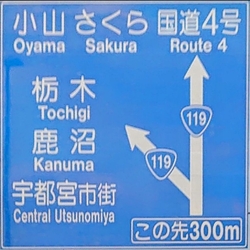 小山 さくら 国道4号
Oyama Sakura Route 4
栃木
Tochigi
119
鹿沼
Kanuma
119
宇都宮市街
Central Utsunomiya
この先300m